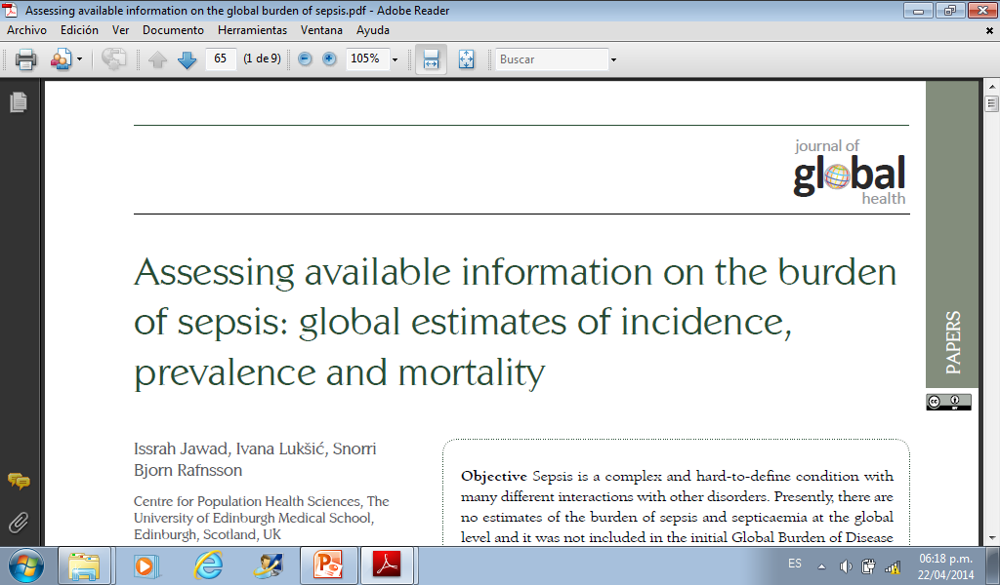 Assessing available information on the global burden of sepsis.pdf - Adobe Reader
Archivo Edición Ver Documento Herramientas Ventana Ayuda
65 (1 de 9) 105% Buscar
journal of
global
health
Assessing available information on the burden
of sepsis: global estimates of incidence,
prevalence and mortality
PAPERS
cc
Issrah Jawad, Ivana Lukšić, Snorri
Bjorn Rafnsson
Centre for Population Health Sciences, The
University of Edinburgh Medical School,
Edinburgh, Scotland, UK
Objective Sepsis is a complex and hard-to-define condition with
many different interactions with other disorders. Presently, there are
no estimates of the burden of sepsis and septicaemia at the global
level and it was not included in the initial Global Burden of Disease
ES
06:18 p.m.
22/04/2014